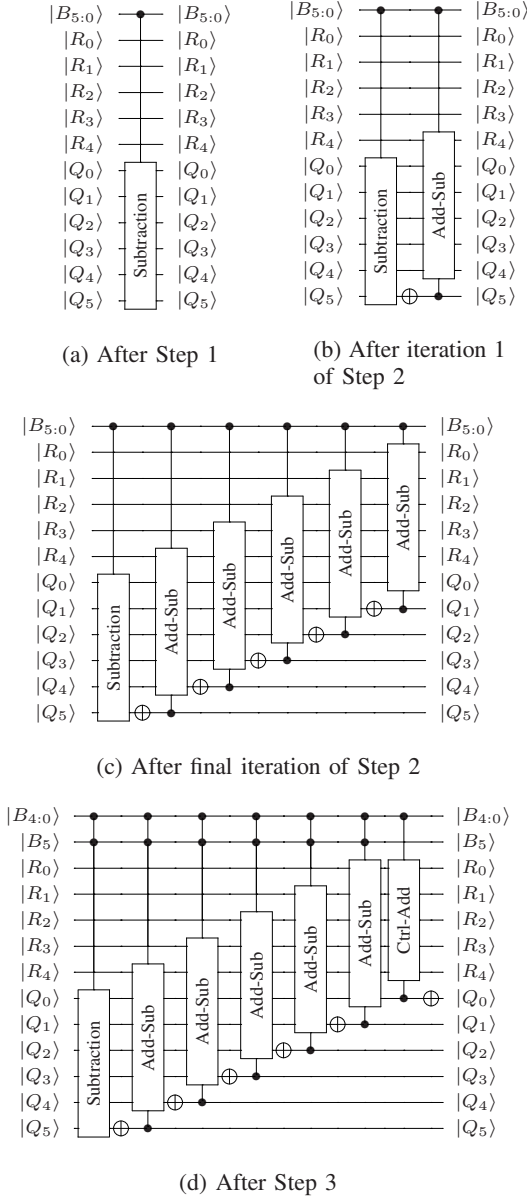 |B5:0⟩ |B5:0⟩
|R0⟩ |R0⟩
|R1⟩ |R1⟩
|R2⟩ |R2⟩
|R3⟩ |R3⟩
|R4⟩ |R4⟩
|Q0⟩ |Q0⟩
|Q1⟩ |Q1⟩
|Q2⟩ |Q2⟩
|Q3⟩ |Q3⟩
|Q4⟩ |Q4⟩
|Q5⟩ |Q5⟩
Subtraction
(a) After Step 1
|B5:0⟩ |B5:0⟩
|R0⟩ |R0⟩
|R1⟩ |R1⟩
|R2⟩ |R2⟩
|R3⟩ |R3⟩
|R4⟩ |R4⟩
|Q0⟩ |Q0⟩
|Q1⟩ |Q1⟩
|Q2⟩ |Q2⟩
|Q3⟩ |Q3⟩
|Q4⟩ |Q4⟩
|Q5⟩ |Q5⟩
Subtraction
Add-Sub
(b) After iteration 1
of Step 2
|B5:0⟩ |B5:0⟩
|R0⟩ |R0⟩
|R1⟩ |R1⟩
|R2⟩ |R2⟩
|R3⟩ |R3⟩
|R4⟩ |R4⟩
|Q0⟩ |Q0⟩
|Q1⟩ |Q1⟩
|Q2⟩ |Q2⟩
|Q3⟩ |Q3⟩
|Q4⟩ |Q4⟩
|Q5⟩ |Q5⟩
Subtraction
Add-Sub
Add-Sub
Add-Sub
Add-Sub
Add-Sub
(c) After final iteration of Step 2
|B4:0⟩ |B4:0⟩
|B5⟩ |B5⟩
|R0⟩ |R0⟩
|R1⟩ |R1⟩
|R2⟩ |R2⟩
|R3⟩ |R3⟩
|R4⟩ |R4⟩
|Q0⟩ |Q0⟩
|Q1⟩ |Q1⟩
|Q2⟩ |Q2⟩
|Q3⟩ |Q3⟩
|Q4⟩ |Q4⟩
|Q5⟩ |Q5⟩
Subtraction
Add-Sub
Add-Sub
Add-Sub
Add-Sub
Add-Sub
Ctrl-Add
(d) After Step 3